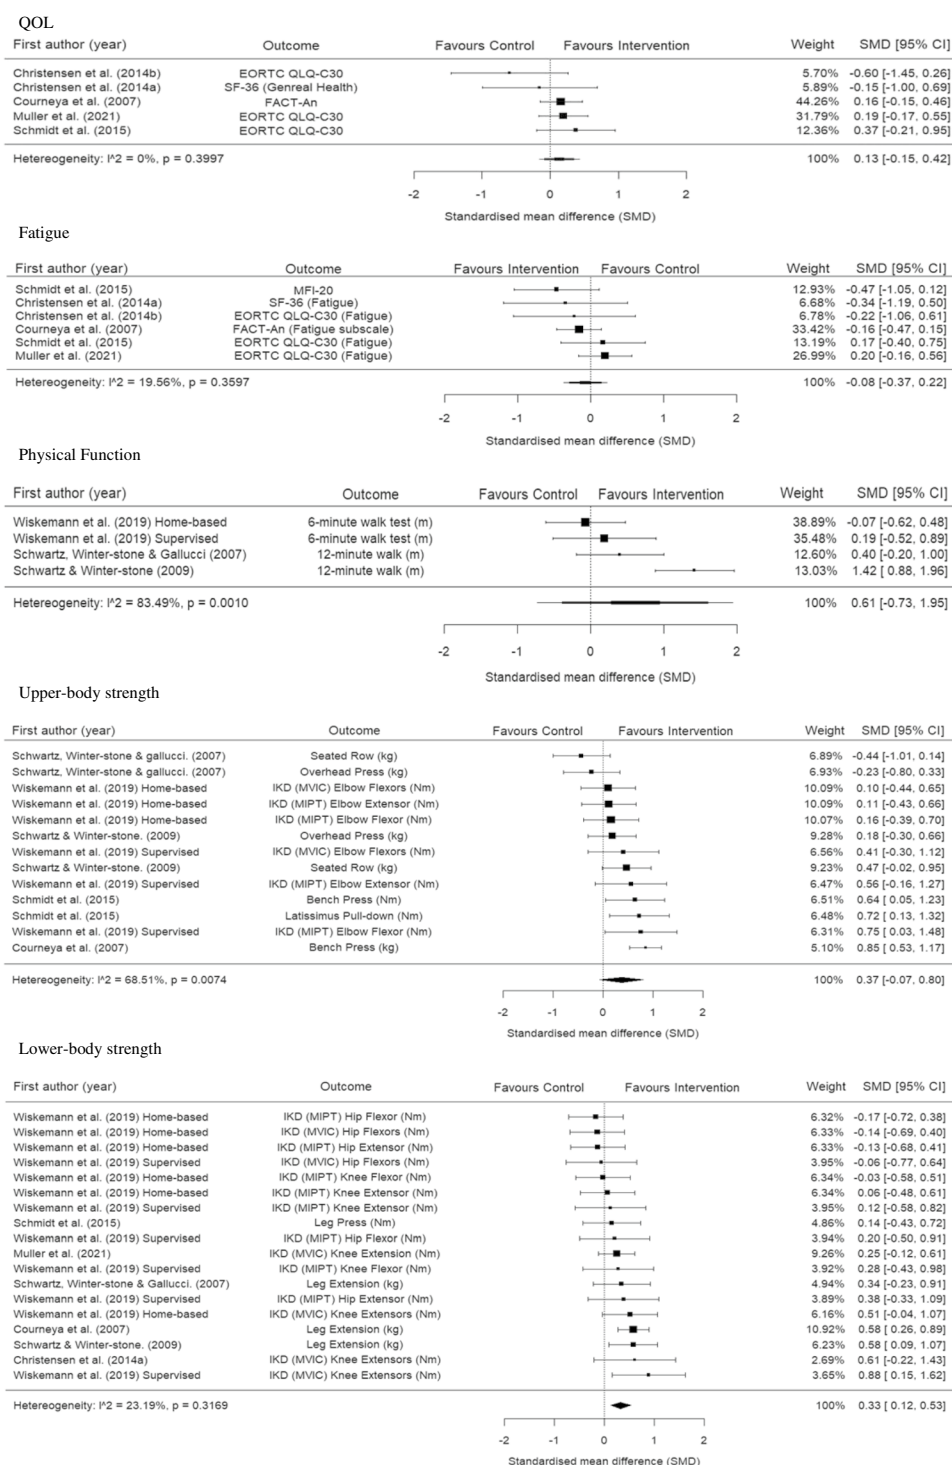 QOL
First author (year) Outcome Favours Control Favours Intervention Weight SMD [95% CI]
Christensen et al. (2014b) EORTC QLQ-C30 5.70% -0.60 [-1.45, 0.26]
Christensen et al. (2014a) SF-36 (Genreal Health) 5.89% -0.15 [-1.00, 0.69]
Courneya et al. (2007) FACT-An 44.26% 0.16 [-0.15, 0.46]
Muller et al. (2021) EORTC QLQ-C30 31.79% 0.19 [-0.17, 0.55]
Schmidt et al. (2015) EORTC QLQ-C30 12.36% 0.37 [-0.21, 0.95]
Heterogeneity: I^2 = 0%, p = 0.3997 100% 0.13 [-0.15, 0.42]
-2 -1 0 1 2
Standardised mean difference (SMD)
Fatigue
First author (year) Outcome Favours Intervention Favours Control Weight SMD [95% CI]
Schmidt et al. (2015) MFI-20 12.93% -0.47 [-1.05, 0.12]
Christensen et al. (2014a) SF-36 (Fatigue) 6.68% -0.34 [-1.19, 0.50]
Christensen et al. (2014b) EORTC QLQ-C30 (Fatigue) 6.78% -0.22 [-1.06, 0.61]
Courneya et al. (2007) FACT-An (Fatigue subscale) 33.42% -0.16 [-0.47, 0.15]
Schmidt et al. (2015) EORTC QLQ-C30 (Fatigue) 13.19% 0.17 [-0.40, 0.75]
Muller et al. (2021) EORTC QLQ-C30 (Fatigue) 26.99% 0.20 [-0.16, 0.56]
Heterogeneity: I^2 = 19.56%, p = 0.3597 100% -0.08 [-0.37, 0.22]
-2 -1 0 1 2
Standardised mean difference (SMD)
Physical Function
First author (year) Outcome Favours Control Favours Intervention Weight SMD [95% CI]
Wiskemann et al. (2019) Home-based 6-minute walk test (m) 38.89% -0.07 [-0.62, 0.48]
Wiskemann et al. (2019) Supervised 6-minute walk test (m) 35.48% 0.19 [-0.52, 0.89]
Schwartz, Winter-stone & Gallucci (2007) 12-minute walk (m) 12.60% 0.40 [-0.20, 1.00]
Schwartz & Winter-stone (2009) 12-minute walk (m) 13.03% 1.42 [ 0.88, 1.96]
Heterogeneity: I^2 = 83.49%, p = 0.0010 100% 0.61 [-0.73, 1.95]
-2 -1 0 1 2
Standardised mean difference (SMD)
Upper-body strength
First author (year) Outcome Favours Control Favours Intervention Weight SMD [95% CI]
Schwartz, Winter-stone & gallucci. (2007) Seated Row (kg) 6.89% -0.44 [-1.01, 0.14]
Schwartz, Winter-stone & gallucci. (2007) Overhead Press (kg) 6.93% -0.23 [-0.80, 0.33]
Wiskemann et al. (2019) Home-based IKD (MVIC) Elbow Flexors (Nm) 10.09% 0.10 [-0.44, 0.65]
Wiskemann et al. (2019) Home-based IKD (MIPT) Elbow Extensor (Nm) 10.09% 0.11 [-0.43, 0.66]
Wiskemann et al. (2019) Home-based IKD (MIPT) Elbow Flexor (Nm) 10.07% 0.16 [-0.39, 0.70]
Schwartz & Winter-stone. (2009) Overhead Press (kg) 9.28% 0.18 [-0.30, 0.66]
Wiskemann et al. (2019) Supervised IKD (MVIC) Elbow Flexors (Nm) 6.56% 0.41 [-0.30, 1.12]
Schwartz & Winter-stone. (2009) Seated Row (kg) 9.23% 0.47 [-0.02, 0.95]
Wiskemann et al. (2019) Supervised IKD (MIPT) Elbow Extensor (Nm) 6.47% 0.56 [-0.16, 1.27]
Schmidt et al. (2015) Bench Press (Nm) 6.51% 0.64 [ 0.05, 1.23]
Schmidt et al. (2015) Latissimus Pull-down (Nm) 6.48% 0.72 [ 0.13, 1.32]
Wiskemann et al. (2019) Supervised IKD (MIPT) Elbow Flexor (Nm) 6.31% 0.75 [ 0.03, 1.48]
Courneya et al. (2007) Bench Press (kg) 5.10% 0.85 [ 0.53, 1.17]
Heterogeneity: I^2 = 68.51%, p = 0.0074 100% 0.37 [-0.07, 0.80]
-2 -1 0 1 2
Standardised mean difference (SMD)
Lower-body strength
First author (year) Outcome Favours Control Favours Intervention Weight SMD [95% CI]
Wiskemann et al. (2019) Home-based IKD (MIPT) Hip Flexor (Nm) 6.32% -0.17 [-0.72, 0.38]
Wiskemann et al. (2019) Home-based IKD (MVIC) Hip Flexors (Nm) 6.33% -0.14 [-0.69, 0.40]
Wiskemann et al. (2019) Home-based IKD (MIPT) Hip Extensor (Nm) 6.33% -0.13 [-0.68, 0.41]
Wiskemann et al. (2019) Supervised IKD (MVIC) Hip Flexors (Nm) 3.95% -0.06 [-0.77, 0.64]
Wiskemann et al. (2019) Home-based IKD (MIPT) Knee Flexor (Nm) 6.34% -0.03 [-0.58, 0.51]
Wiskemann et al. (2019) Home-based IKD (MIPT) Knee Extensor (Nm) 6.34% 0.06 [-0.48, 0.61]
Wiskemann et al. (2019) Supervised IKD (MIPT) Knee Extensor (Nm) 3.95% 0.12 [-0.58, 0.82]
Schmidt et al. (2015) Leg Press (Nm) 4.86% 0.14 [-0.43, 0.72]
Wiskemann et al. (2019) Supervised IKD (MIPT) Hip Flexor (Nm) 3.94% 0.20 [-0.50, 0.91]
Muller et al. (2021) IKD (MVIC) Knee Extension (Nm) 9.26% 0.25 [-0.12, 0.61]
Wiskemann et al. (2019) Supervised IKD (MIPT) Knee Flexor (Nm) 3.92% 0.28 [-0.43, 0.98]
Schwartz, Winter-stone & Gallucci. (2007) Leg Extension (kg) 4.94% 0.34 [-0.23, 0.91]
Wiskemann et al. (2019) Supervised IKD (MIPT) Hip Extensor (Nm) 3.89% 0.38 [-0.33, 1.09]
Wiskemann et al. (2019) Home-based IKD (MVIC) Knee Extensors (Nm) 6.16% 0.51 [-0.04, 1.07]
Courneya et al. (2007) Leg Extension (kg) 10.92% 0.58 [ 0.26, 0.89]
Schwartz & Winter-stone. (2009) Leg Extension (kg) 6.23% 0.58 [ 0.09, 1.07]
Christensen et al. (2014a) IKD (MVIC) Knee Extensors (Nm) 2.69% 0.61 [-0.22, 1.43]
Wiskemann et al. (2019) Supervised IKD (MVIC) Knee Extensors (Nm) 3.65% 0.88 [ 0.15, 1.62]
Heterogeneity: I^2 = 23.19%, p = 0.3169 100% 0.33 [ 0.12, 0.53]
-2 -1 0 1 2
Standardised mean difference (SMD)